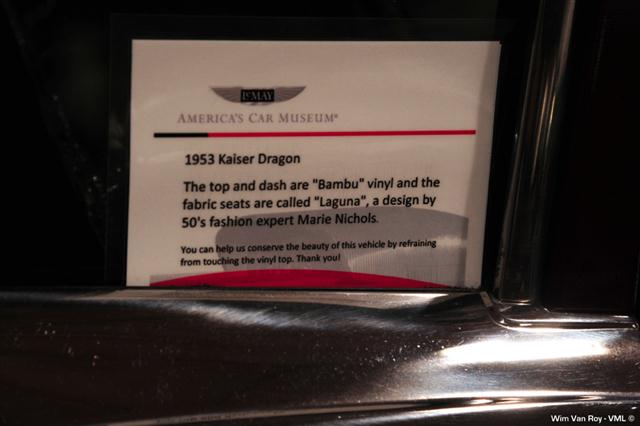 LeMAY
AMERICA'S CAR MUSEUM®
1953 Kaiser Dragon
The top and dash are "Bambu" vinyl and the
fabric seats are called "Laguna", a design by
50's fashion expert Marie Nichols.
You can help us conserve the beauty of this vehicle by refraining
from touching the vinyl top. Thank you!
Wim Van Roy - VML ©